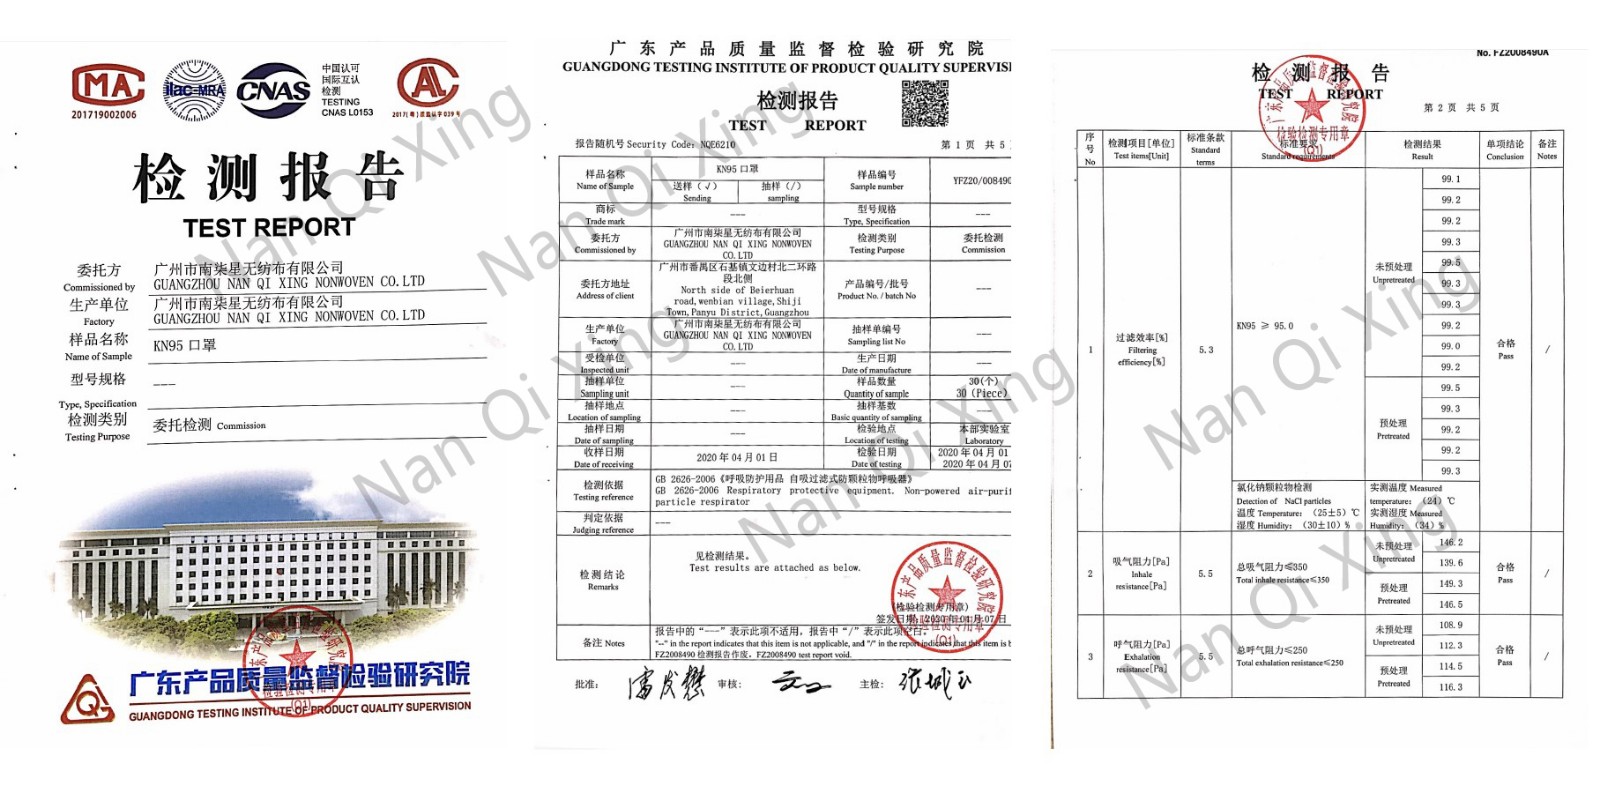 MA
201719002006
ilac-MRA
CNAS
中国认可
国际互认
检测
TESTING
CNAS L0153
检测报告
TEST REPORT
委托方 广州市南柒星无纺布有限公司
Commissioned by GUANGZHOU NAN QI XING NONWOVEN CO.LTD
生产单位 广州市南柒星无纺布有限公司
Factory GUANGZHOU NAN QI XING NONWOVEN CO.LTD
样品名称 KN95 口罩
Name of Sample
型号规格 ---
Type, Specification
检测类别 委托检测 Commission
Testing Purpose
广东产品质量监督检验研究院
GUANGDONG TESTING INSTITUTE OF PRODUCT QUALITY SUPERVISION
广东产品质量监督检验研究院
GUANGDONG TESTING INSTITUTE OF PRODUCT QUALITY SUPERVISI
检测报告
TEST REPORT
报告随机号 Security Code: NQE6210 第 1 页 共 5
样品名称 KN95 口罩 样品编号 YFZ20/008490
Name of Sample 送样（√） 抽样（/） Sample number
Sending sampling
商标 --- 型号规格 ---
Trade mark Type, Specification
委托方 广州市南柒星无纺布有限公司 检测类别 委托检测
Commissioned by GUANGZHOU NAN QI XING NONWOVEN CO.LTD Testing Purpose Commission
委托方地址 广州市番禺区石基镇文边村北二环路段北侧 产品编号/批号 ---
Address of client North side of Beierhuan road,wenbian village,Shiji Town,Panyu District,Guangzhou Product No. / batch No
生产单位 广州市南柒星无纺布有限公司 抽样单编号 ---
Factory GUANGZHOU NAN QI XING NONWOVEN CO.LTD Sampling list No
受检单位 --- 生产日期 ---
Inspected unit Date of manufacture
抽样单位 --- 样品数量 30(个)
Sampling unit Quantity of sample 30 (Piece)
抽样地点 --- 抽样基数 ---
Location of sampling Basic quantity of sampling
抽样日期 --- 检验地点 本部实验室
Date of sampling Location of testing Laboratory
收样日期 2020 年 04 月 01 日 检验日期 2020 年 04 月 01
Date of receiving Date of testing 2020 年 04 月 07
检测依据 GB 2626-2006《呼吸防护用品 自吸过滤式防颗粒物呼吸器》
Testing reference GB 2626-2006 Respiratory protective equipment. Non-powered air-purif
particle respirator
判定依据 ---
Judging reference
检测结论 见检测结果。
Remarks Test results are attached as below.
(检验检测专用章)
签发日期: 2020 年 04 月 07 日
备注 Notes 报告中的“---”表示此项不适用，报告中“/”表示此项空白。
"--" in the report indicates that this item is not applicable, and "/" in the report indicates that this item is b
FZ2008490 检测报告作废。FZ2008490 test report void.
批准： 审核： 主检：
No. FZ2008490A
检测报告
TEST REPORT
第 2 页 共 5 页
序号 检测项目[单位] 标准条款 标准要求 检测结果 单项结论 备注
No Test items[Unit] Standard terms Standard requirements Result Conclusion Notes
1 过滤效率[%] Filtering efficiency[%] 5.3 KN95 ≥ 95.0 合格 Pass /
未预处理 Unpretreated
99.1
99.2
99.2
99.3
99.5
99.3
99.3
99.2
99.0
99.2
预处理 Pretreated
99.5
99.3
99.2
99.2
99.3
氯化钠颗粒物检测 实测温度 Measured
Detection of NaCl particles temperature: （24）℃
温度 Temperature: （25±5）℃ 实测湿度 Measured
湿度 Humidity: （30±10）% Humidity: （34）%
2 吸气阻力[Pa] Inhale resistance[Pa] 5.5 总吸气阻力≤350 Total inhale resistance≤350 合格 Pass /
未预处理 Unpretreated
146.2
139.6
预处理 Pretreated
149.3
146.5
3 呼气阻力[Pa] Exhalation resistance[Pa] 5.5 总呼气阻力≤250 Total exhalation resistance≤250 合格 Pass /
未预处理 Unpretreated
108.9
112.3
预处理 Pretreated
114.5
116.3
Nan Qi Xing
Nan Qi Xing
Nan Qi Xing
Nan Qi Xing
Nan Qi Xing
Nan Qi Xing
Nan Qi Xing